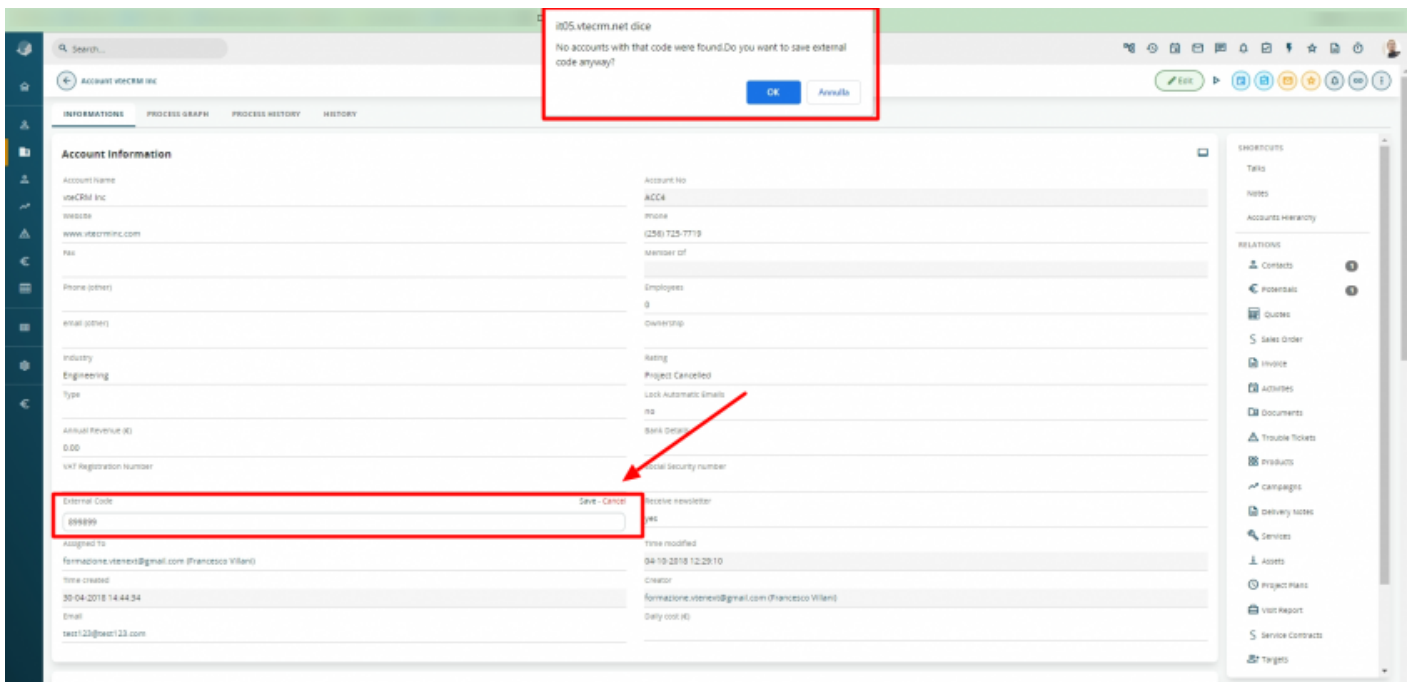 it05.vtecrm.net dice
No accounts with that code were found.Do you want to save external
code anyway?
OK
Annulla
Search...
Account vteCRM Inc
Edit
INFORMATIONS
PROCESS GRAPH
PROCESS HISTORY
HISTORY
Account Information
Account Name
vteCRM Inc
Account No
ACC4
Website
www.vtecrminc.com
Phone
(256) 725-7719
Fax
Member Of
Phone (other)
Employees
0
email (other)
Ownership
Industry
Engineering
Rating
Project Cancelled
Type
Lock Automatic Emails
no
Annual Revenue (€)
0.00
Bank Details
VAT Registration Number
Social Security number
External Code
Save - Cancel
899899
Receive newsletter
yes
Assigned To
formazione.vtenext@gmail.com (Francesco Villani)
Time modified
04-10-2018 12:29:10
Time created
30-04-2018 14:44:34
Creator
formazione.vtenext@gmail.com (Francesco Villani)
Email
test123@test123.com
Daily cost (€)
SHORTCUTS
Talks
Notes
Accounts Hierarchy
RELATIONS
Contacts
1
Potentials
1
Quotes
Sales Order
Invoice
Activities
Documents
Trouble Tickets
Products
Campaigns
Delivery Notes
Services
Assets
Project Plans
Visit Report
Service Contracts
Targets